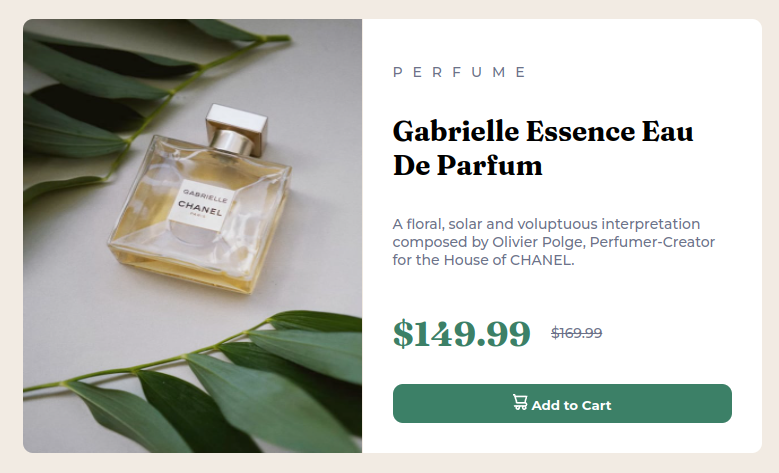 GABRIELLE
CHANEL
PARIS
PERFUME
Gabrielle Essence Eau
De Parfum
A floral, solar and voluptuous interpretation
composed by Olivier Polge, Perfumer-Creator
for the House of CHANEL.
$149.99 $169.99
Add to Cart